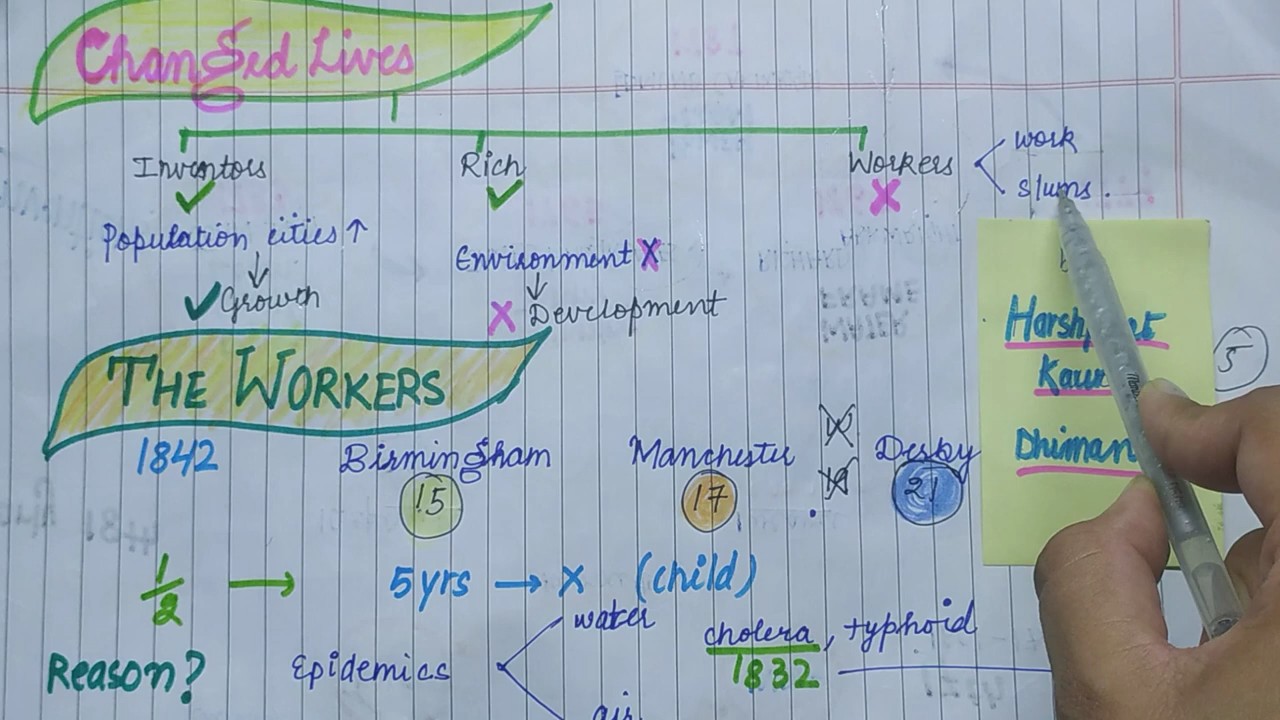 Changed Lives
Inventors
Rich
Workers
work
slums.
Population cities ↑
Growth
Environment X
X Development
Kaur
Dhiman
5
THE WORKERS
1842
Birmingham
Manchester
Derby
15
17
21
1/2 → 5yrs → X (child)
Reason?
Epidemics
water
air
cholera, typhoid
1832